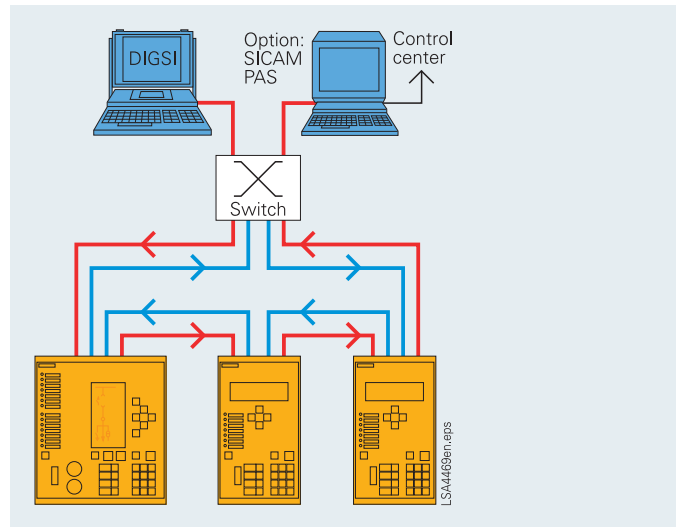 DIGSI
Option:
SICAM
PAS
Control
center
Switch
LSA4469en.eps